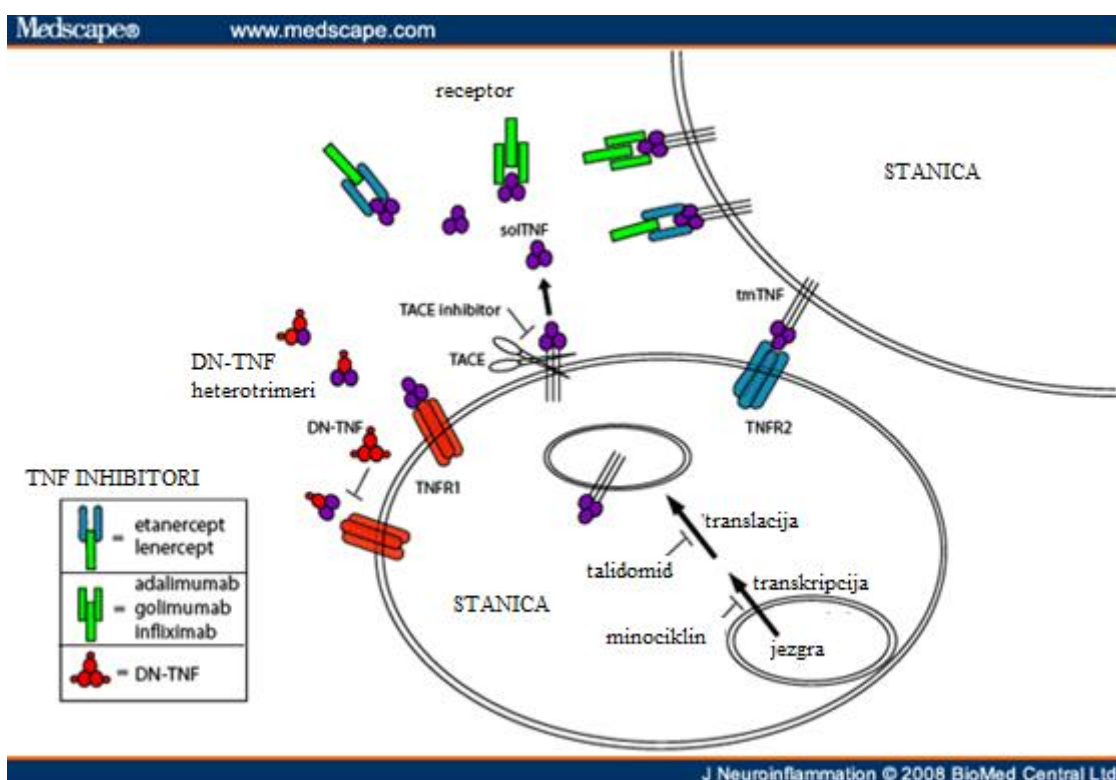 Medscape® www.medscape.com
receptor
STANICA
solTNF
tmTNF
TACE inhibitor
TACE
DN-TNF
heterotrimeri
DN-TNF
TNFR2
TNFR1
TNF INHIBITORI
etanercept
= lenercept
translacija
talidomid
transkripcija
adalimumab
= golimumab
infliximab
STANICA
minociklin
jezgra
= DN-TNF
J Neuroinflammation © 2008 BioMed Central Ltd